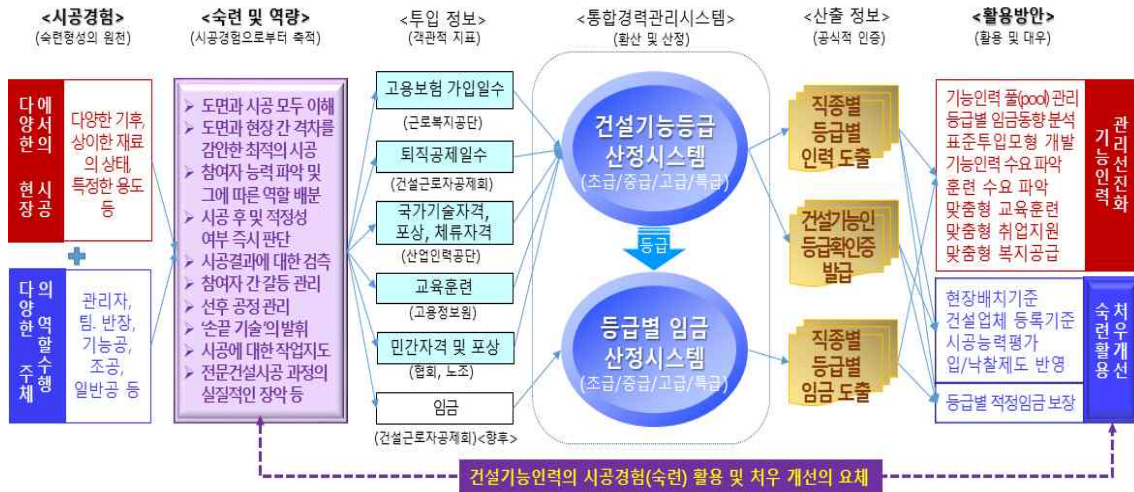 <시공경험>
(숙련형성의 원전)
다양한 현장
에서의 시공
다양한 기후,
상이한 재료
의 상태,
특정한 용도
등
다양한 주체
의 역할수행
관리자,
팀. 반장,
기능공,
조공,
일반공 등
<숙련 및 역량>
(시공경험으로부터 축적)
➢ 도면과 시공 모두 이해
➢ 도면과 현장 간 격차를
감안한 최적의 시공
➢ 참여자 능력 파악 및
그에 따른 역할 배분
➢ 시공 후 및 적정성
여부 즉시 판단
➢ 시공결과에 대한 검측
➢ 참여자 간 갈등 관리
➢ 선후 공정 관리
➢ '손끝 기술'의 발휘
➢ 시공에 대한 작업지도
➢ 전문건설시공 과정의
실질적인 장악 등
<투입 정보>
(객관적 지표)
고용보험 가입일수
(근로복지공단)
퇴직공제일수
(건설근로자공제회)
국가기술자격,
포상, 체류자격
(산업인력공단)
교육훈련
(고용정보원)
민간자격 및 포상
(협회, 노조)
임금
(건설근로자공제회)<향후>
<통합경력관리시스템>
(환산 및 산정)
건설기능등급
산정시스템
(초급/중급/고급/특급)
등급
등급별 임금
산정시스템
(초급/중급/고급/특급)
<산출 정보>
(공식적 인증)
직종별
등급별
인력 도출
건설기능인
등급확인증
발급
직종별
등급별
임금 도출
<활용방안>
(활용 및 대우)
기능인력 풀(pool) 관리
등급별 임금동향 분석
표준투입모형 개발
기능인력 수요 파악
훈련 수요 파악
맞춤형 교육훈련
맞춤형 취업지원
맞춤형 복지공급
기능인력
관리선진화
현장배치기준
건설업체 등록기준
시공능력평가
입/낙찰제도 반영
등급별 적정임금 보장
숙련활용
처우개선
건설기능인력의 시공경험(숙련) 활용 및 처우 개선의 요체